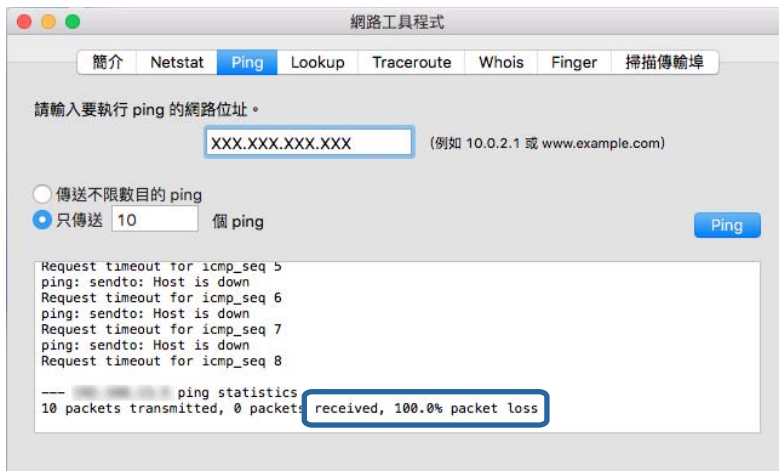 網路工具程式
簡介 Netstat Ping Lookup Traceroute Whois Finger 掃描傳輸埠
請輸入要執行 ping 的網路位址。
XXX.XXX.XXX.XXX (例如 10.0.2.1 或 www.example.com)
傳送不限數目的 ping
只傳送 10 個 ping
Ping
Request timeout for icmp_seq 5
ping: sendto: Host is down
Request timeout for icmp_seq 6
ping: sendto: Host is down
Request timeout for icmp_seq 7
ping: sendto: Host is down
Request timeout for icmp_seq 8
--- ping statistics
10 packets transmitted, 0 packets received, 100.0% packet loss